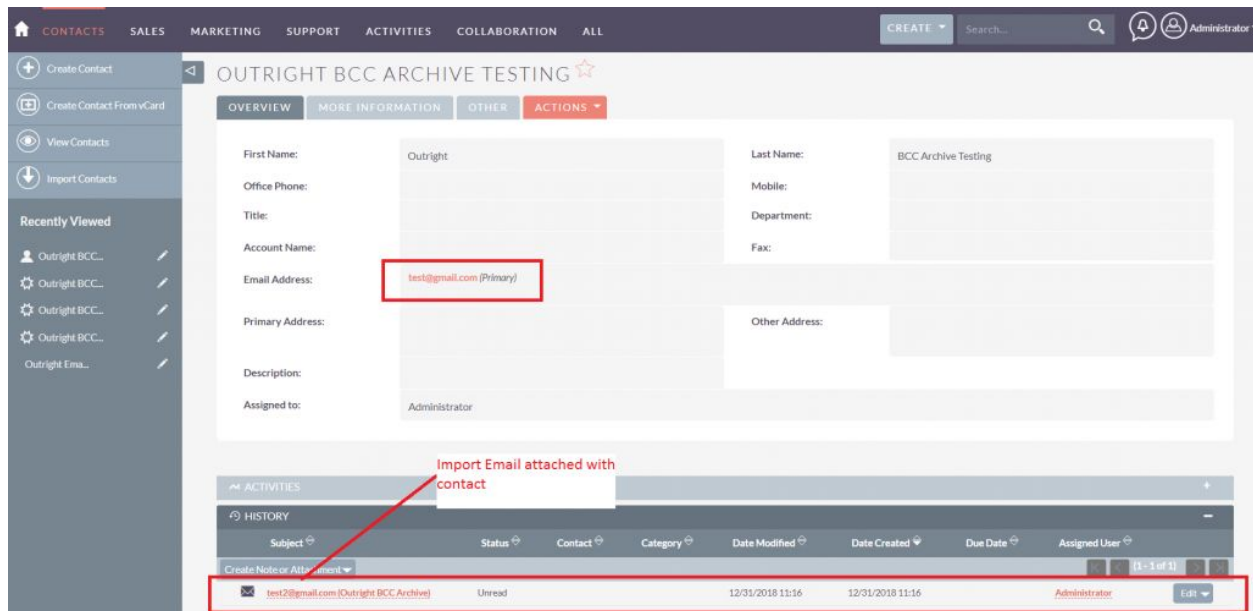 CONTACTS SALES MARKETING SUPPORT ACTIVITIES COLLABORATION ALL CREATE Search... 4 Administrator
Create Contact
Create Contact From vCard
View Contacts
Import Contacts
Recently Viewed
Outright BCC...
Outright BCC...
Outright BCC...
Outright BCC...
Outright Ema...
OUTRIGHT BCC ARCHIVE TESTING
OVERVIEW MORE INFORMATION OTHER ACTIONS
First Name: Outright Last Name: BCC Archive Testing
Office Phone: Mobile:
Title: Department:
Account Name: Fax:
Email Address: test@gmail.com (Primary)
Primary Address: Other Address:
Description:
Assigned to: Administrator
Import Email attached with
contact
ACTIVITIES +
HISTORY −
Subject Status Contact Category Date Modified Date Created Due Date Assigned User
Create Note or Attachment (1 - 1 of 1)
test2@gmail.com (Outright BCC Archive) Unread 12/31/2018 11:16 12/31/2018 11:16 Administrator Edit